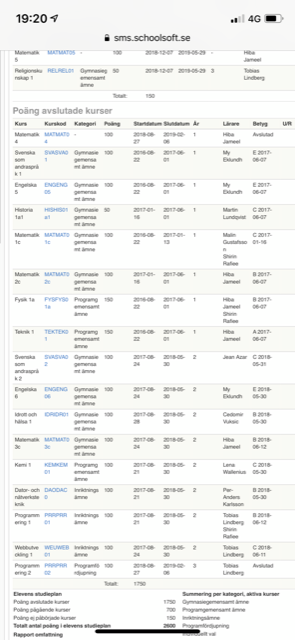 19:20
4G
sms.schoolsoft.se
Matematik 5 MATMAT05 - 100 2018-12-07 2019-05-29 - Hiba Jameel
Religionskunskap 1 RELREL01 Gymnasiegemensamt ämne 50 2018-12-07 2019-05-29 3 Tobias Lindberg
Totalt: 150
Poäng avslutade kurser
Kurs Kurskod Kategori Poäng Startdatum Slutdatum År Lärare Betyg U/R
Matematik 4 MATMAT04 - 100 2018-08-27 2019-02-06 3 Hiba Jameel Avslutad
Svenska som andraspråk 1 SVASVA01 Gymnasiegemensamt ämne 100 2016-08-22 2017-06-01 1 My Eklundh E 2017-06-07
Engelska 5 ENGENG05 Gymnasiegemensamt ämne 100 2016-08-22 2017-06-01 1 My Eklundh E 2017-06-07
Historia 1a1 HISHIS01a1 Gymnasiegemensamt ämne 50 2017-01-16 2017-06-01 1 Martin Lundqvist C 2017-06-07
Matematik 1c MATMAT01c Gymnasiegemensamt ämne 100 2016-08-22 2017-01-13 1 Malin Gustafsson Shirin Rafiee C 2017-01-16
Matematik 2c MATMAT02c Gymnasiegemensamt ämne 100 2017-01-16 2017-06-01 1 Hiba Jameel Shirin Rafiee B 2017-06-07
Fysik 1a FYSFYS01a Programgemensamt ämne 150 2016-08-22 2017-06-01 1 Hiba Jameel Shirin Rafiee B 2017-06-07
Teknik 1 TEKTEK01 Programgemensamt ämne 150 2016-08-22 2017-06-01 1 Hiba Jameel A 2017-06-07
Svenska som andraspråk 2 SVASVA02 Gymnasiegemensamt ämne 100 2017-08-24 2018-05-30 2 Jean Azar C 2018-05-31
Engelska 6 ENGENG06 Gymnasiegemensamt ämne 100 2017-08-24 2018-05-30 2 My Eklundh E 2018-05-30
Idrott och hälsa 1 IDRIDR01 Gymnasiegemensamt ämne 100 2017-08-28 2018-05-30 2 Cedomir Voksic B 2018-05-30
Matematik 3c MATMAT03c Gymnasiegemensamt ämne 100 2017-08-24 2018-05-30 2 Hiba Jameel B 2018-06-12
Kemi 1 KEMKEM01 Programgemensamt ämne 100 2017-08-21 2018-05-30 2 Lena Wallenius C 2018-05-30
Dator- och nätverksteknik DAODAC0 Inriktningsämne 100 2017-08-21 2018-05-30 2 Per-Anders Karlsson B 2018-05-30
Programmering 1 PRRPRR01 Inriktningsämne 100 2017-08-21 2018-05-30 2 Tobias Lindberg Shirin Rafiee B 2018-06-12
Webbutveckling 1 WEUWEB01 Inriktningsämne 100 2017-08-24 2018-05-30 2 Tobias Lindberg C 2018-06-11
Programmering 2 PRRPRR02 Programfördjupning 100 2018-08-27 2019-02-06 3 Tobias Lindberg Avslutad
Totalt: 1750
Elevens studieplan
Summering per kategori, aktiva kurser
Poäng avslutade kurser 1750 Gymnasiegemensamt ämne
Poäng pågående kurser 700 Programgemensamt ämne
Poäng ej påbörjade kurser 150 Inriktningsämne
Totalt antal poäng i elevens studieplan 2600 Programfördjupning
Rapport omfattning